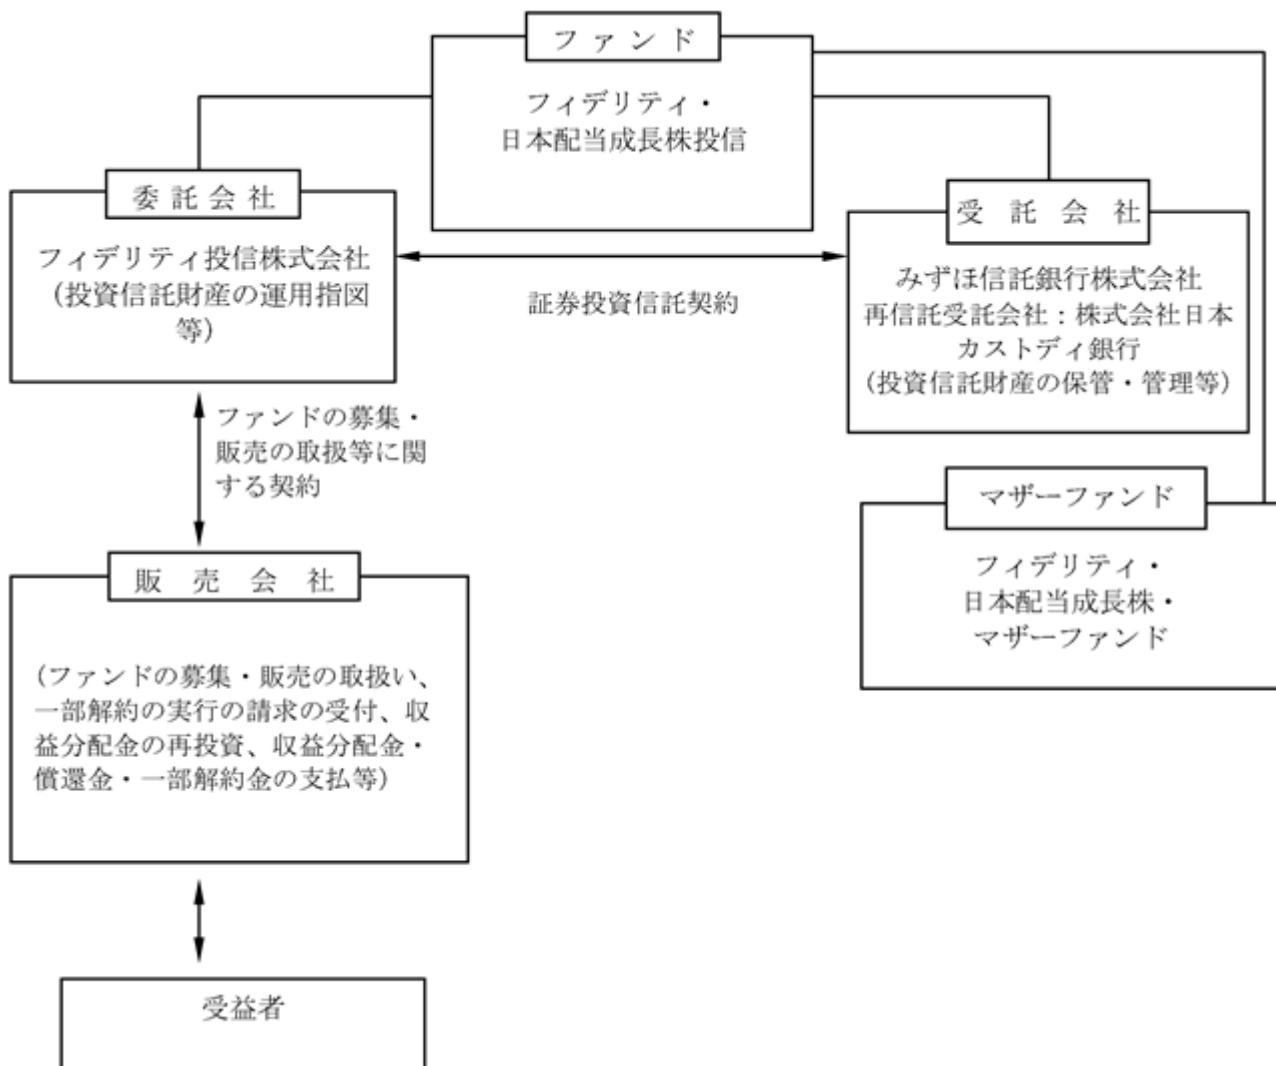 ファンド
フィデリティ・
日本配当成長株投信
委託会社
フィデリティ投信株式会社
（投資信託財産の運用指図
等）
証券投資信託契約
受託会社
みずほ信託銀行株式会社
再信託受託会社：株式会社日本
カストディ銀行
（投資信託財産の保管・管理等）
ファンドの募集・
販売の取扱等に関
する契約
マザーファンド
フィデリティ・
日本配当成長株・
マザーファンド
販売会社
（ファンドの募集・販売の取扱い、
一部解約の実行の請求の受付、収
益分配金の再投資、収益分配金・
償還金・一部解約金の支払等）
受益者